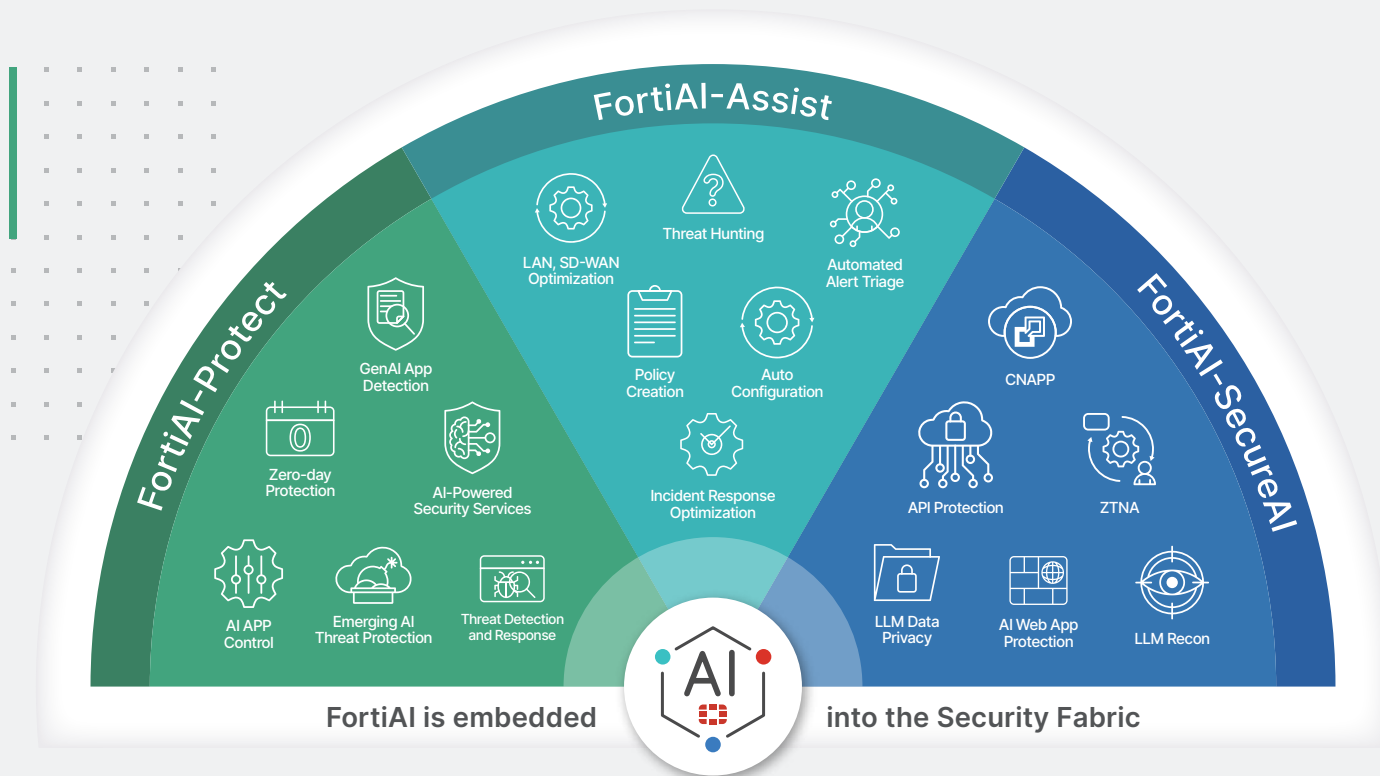 FortiAI-Assist
FortiAI-Protect
FortiAI-SecureAI
LAN, SD-WAN
Optimization
Threat Hunting
Automated
Alert Triage
Policy
Creation
Auto
Configuration
Incident Response
Optimization
GenAI App
Detection
Zero-day
Protection
0
AI-Powered
Security Services
AI APP
Control
Emerging AI
Threat Protection
Threat Detection
and Response
CNAPP
API Protection
ZTNA
LLM Data
Privacy
AI Web App
Protection
LLM Recon
AI
FortiAI is embedded
into the Security Fabric